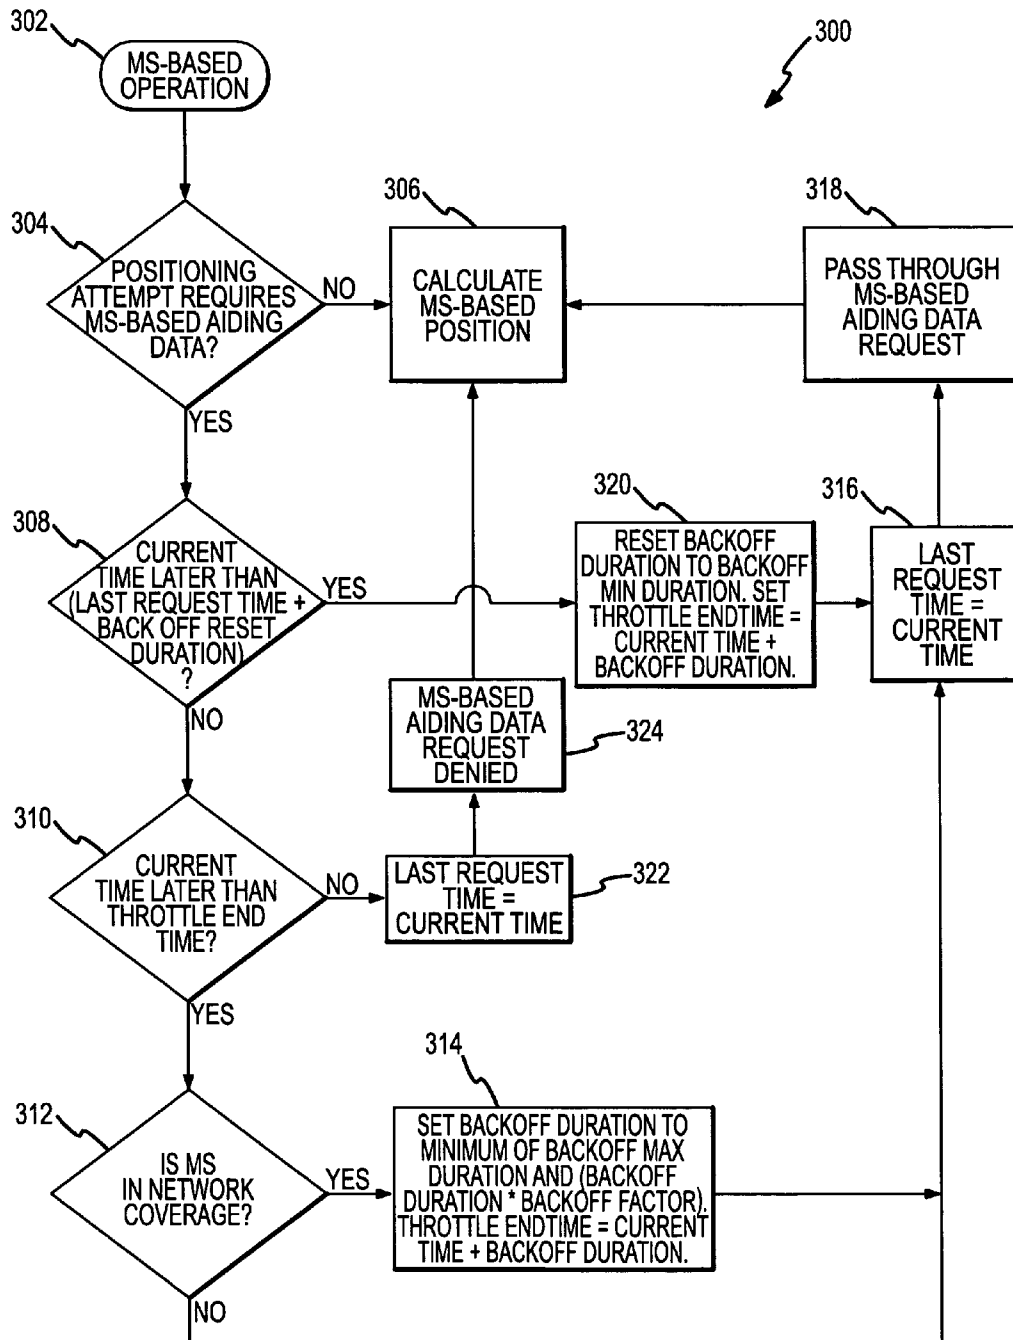 302
MS-BASED
OPERATION
300
304
POSITIONING
ATTEMPT REQUIRES
MS-BASED AIDING
DATA?
NO
YES
306
CALCULATE
MS-BASED
POSITION
318
PASS THROUGH
MS-BASED
AIDING DATA
REQUEST
308
CURRENT
TIME LATER THAN
(LAST REQUEST TIME +
BACK OFF RESET
DURATION)
?
YES
NO
320
RESET BACKOFF
DURATION TO BACKOFF
MIN DURATION. SET
THROTTLE ENDTIME =
CURRENT TIME +
BACKOFF DURATION.
316
LAST
REQUEST
TIME =
CURRENT
TIME
MS-BASED
AIDING DATA
REQUEST
DENIED
324
310
CURRENT
TIME LATER THAN
THROTTLE END
TIME?
NO
YES
LAST REQUEST
TIME =
CURRENT TIME
322
312
IS MS
IN NETWORK
COVERAGE?
YES
NO
314
SET BACKOFF DURATION TO
MINIMUM OF BACKOFF MAX
DURATION AND (BACKOFF
DURATION * BACKOFF FACTOR).
THROTTLE ENDTIME = CURRENT
TIME + BACKOFF DURATION.